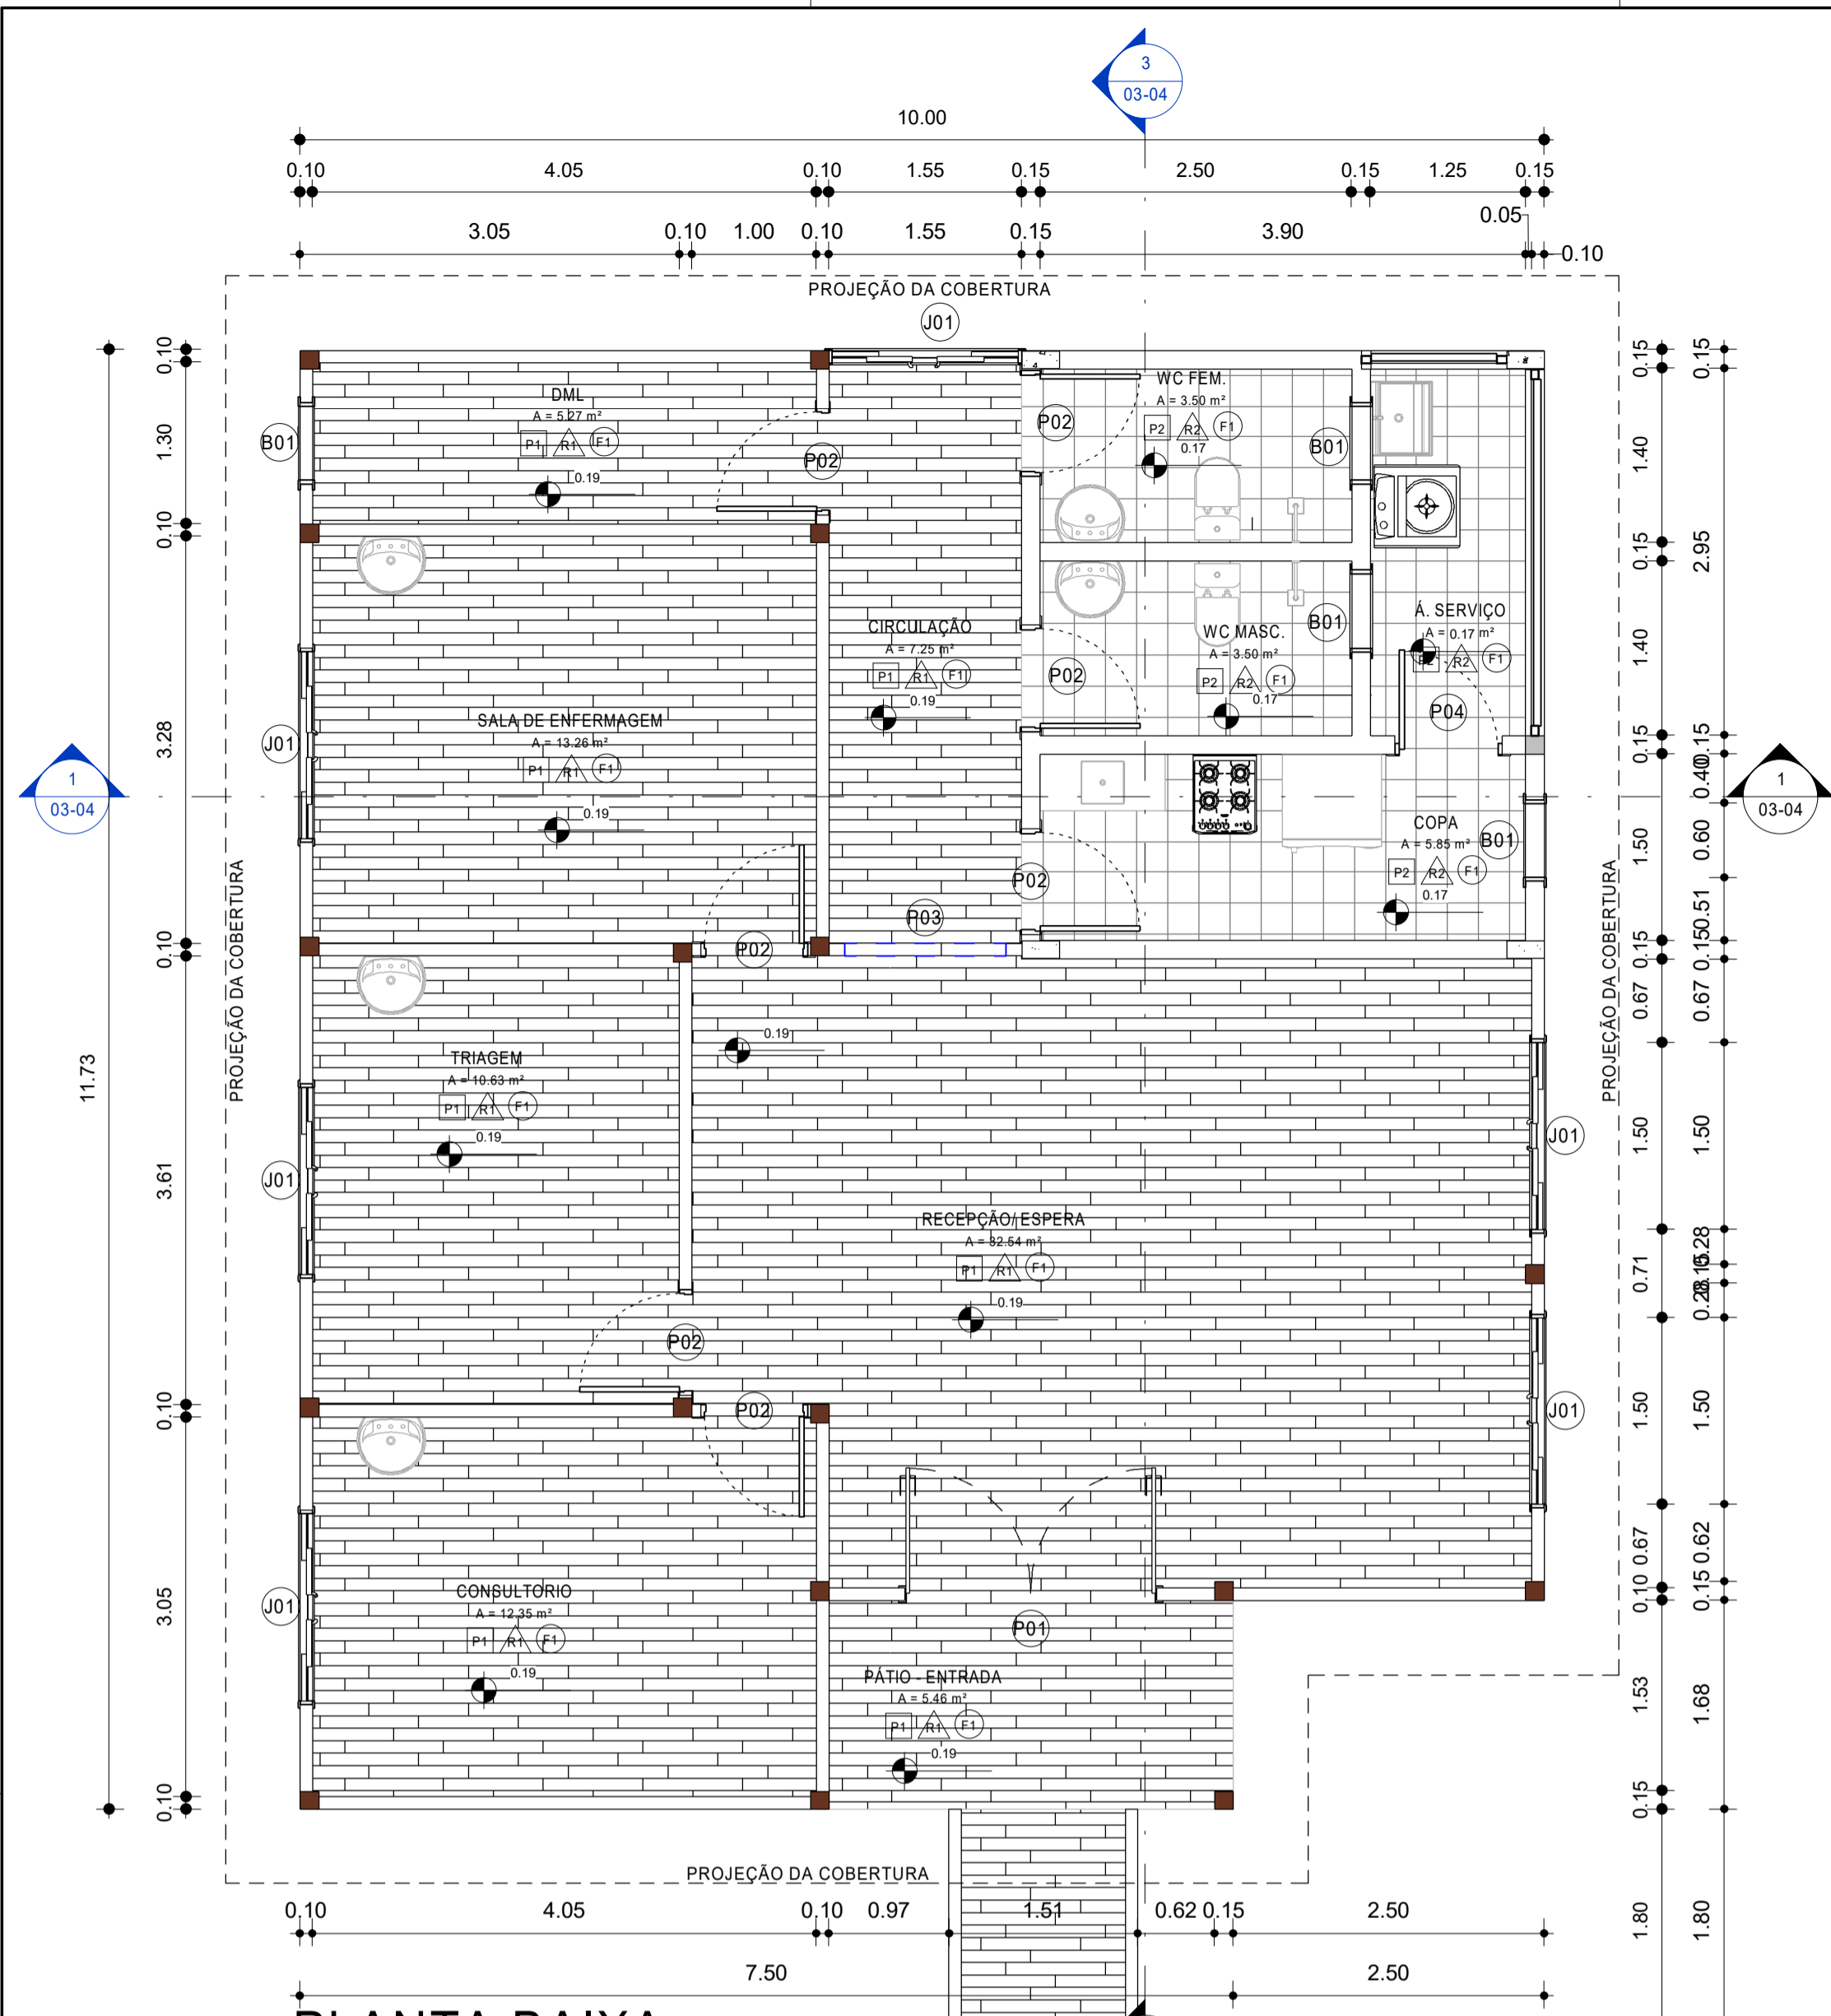 3
03-04
10.00
0.10 4.05 0.10 1.55 0.15 2.50 0.15 1.25 0.15
0.05
3.05 0.10 1.00 0.10 1.55 0.15 3.90
0.10
PROJEÇÃO DA COBERTURA
J01
DML
A = 5.27 m²
P1 R1 F1
0.19
B01
P02
P02
WC FEM.
A = 3.50 m²
P2 R2 F1
0.17
B01
CIRCULAÇÃO
A = 7.25 m²
P1 R1 F1
0.19
P02
WC MASC.
A = 3.50 m²
P2 R2 F1
0.17
B01
Á. SERVIÇO
A = 0.17 m²
P2 R2 F1
P04
J01
SALA DE ENFERMAGEM
A = 13.26 m²
P1 R1 F1
0.19
1
03-04
1
03-04
COPA
A = 5.85 m²
P2 R2 F1
0.17
B01
P02
P03
P02
PROJEÇÃO DA COBERTURA
PROJEÇÃO DA COBERTURA
0.19
TRIAGEM
A = 10.63 m²
P1 R1 F1
0.19
J01
J01
RECEPÇÃO/ ESPERA
A = 32.54 m²
P1 R1 F1
0.19
P02
P02
J01
CONSULTÓRIO
A = 12.35 m²
P1 R1 F1
0.19
J01
P01
PÁTIO - ENTRADA
A = 5.46 m²
P1 R1 F1
0.19
PROJEÇÃO DA COBERTURA
11.73
0.10
1.30
0.10
3.28
0.10
3.61
0.10
3.05
0.10
0.15
1.40
0.15
1.40
0.15
1.50
0.15
0.67
1.50
0.71
1.50
0.67
0.10
1.53
0.15
1.80
0.15
2.95
0.15
0.40
0.60
0.51
0.15
0.67
1.50
0.28
0.15
0.28
1.50
0.62
0.15
1.68
1.80
0.10 4.05 0.10 0.97 1.51 0.62 0.15 2.50
7.50 2.50
PLANTA BAIXA